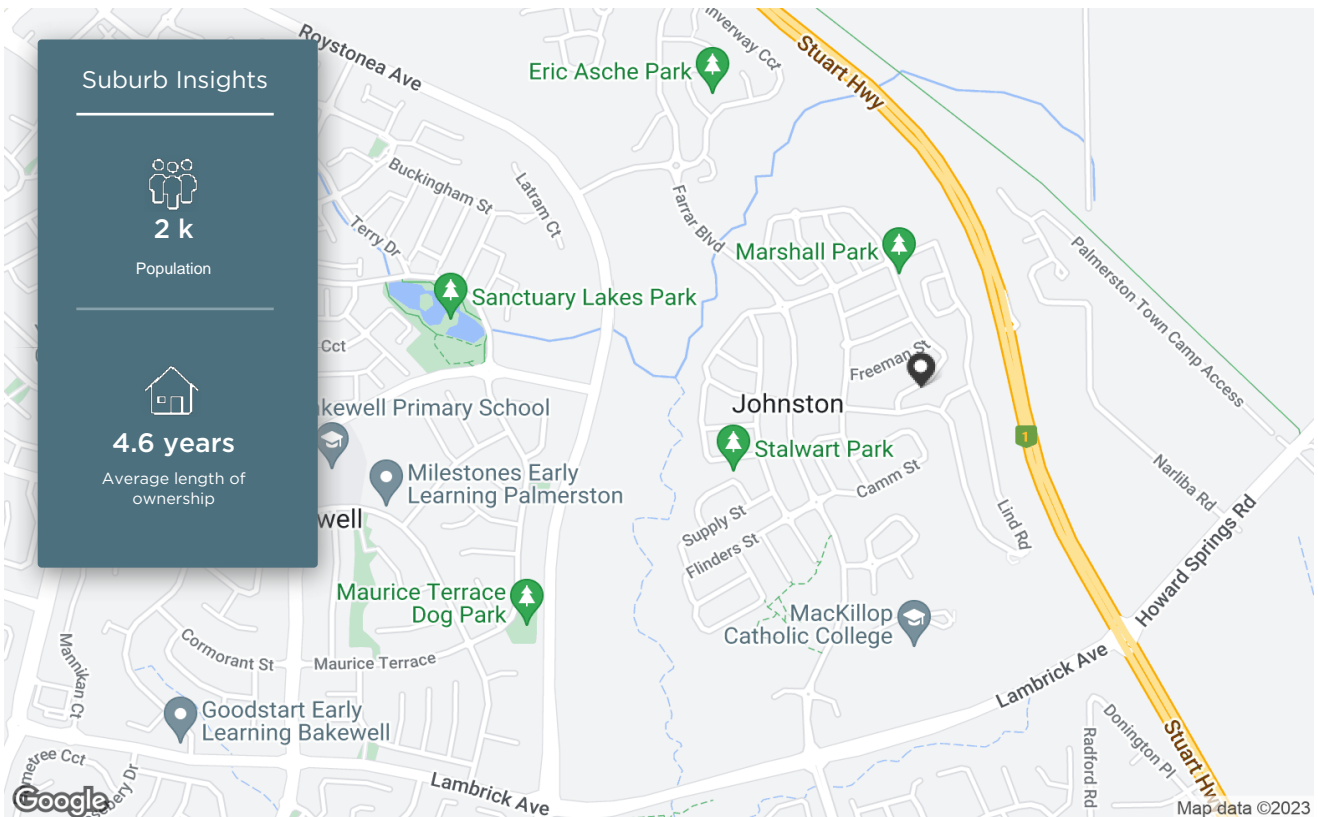 Suburb Insights
2 k
Population
4.6 years
Average length of
ownership
Roystonea Ave
Eric Asche Park
Stuart Hwy
Buckingham St
Latram Ct
Terry Dr
Farrar Blvd
Marshall Park
Palmerston Town Camp Access
Sanctuary Lakes Park
Cct
Freeman St
Johnston
Primary School
Stalwart Park
1
Milestones Early
Learning Palmerston
Camm St
Narliba Rd
Supply St
Flinders St
Lind Rd
Howard Springs Rd
Maurice Terrace
Dog Park
MacKillop
Catholic College
Cormorant St
Maurice Terrace
Mannikan Ct
Lambrick Ave
Goodstart Early
Learning Bakewell
Donington Pl
Radford Rd
Stuart Hwy
Cct
Lambrick Ave
Google
Map data ©2023